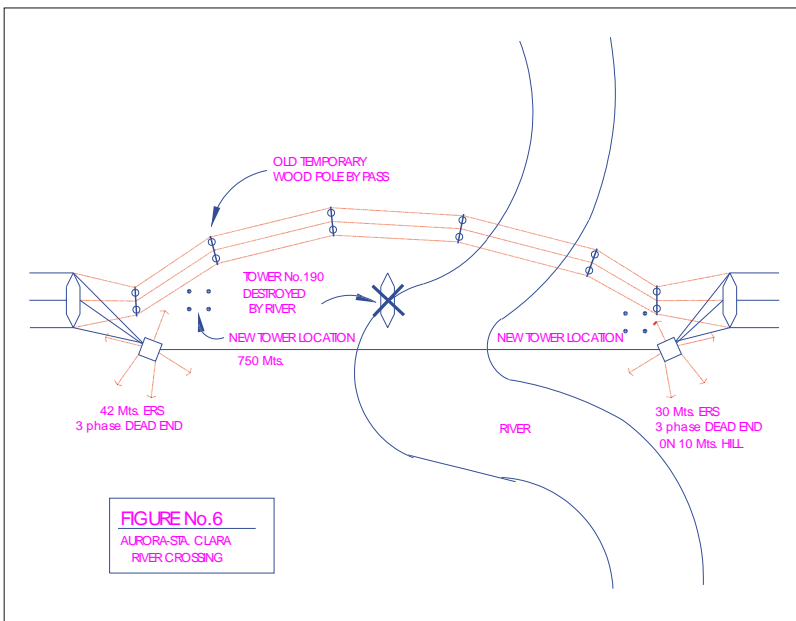 OLD TEMPORARY
WOOD POLE BY PASS
TOWER No.190
DESTROYED
BY RIVER
NEW TOWER LOCATION
750 Mts.
NEW TOWER LOCATION
42 Mts. ERS
3 phase DEAD END
30 Mts. ERS
3 phase DEAD END
0N 10 Mts. HILL
RIVER
FIGURE No.6
AURORA-STA. CLARA
RIVER CROSSING